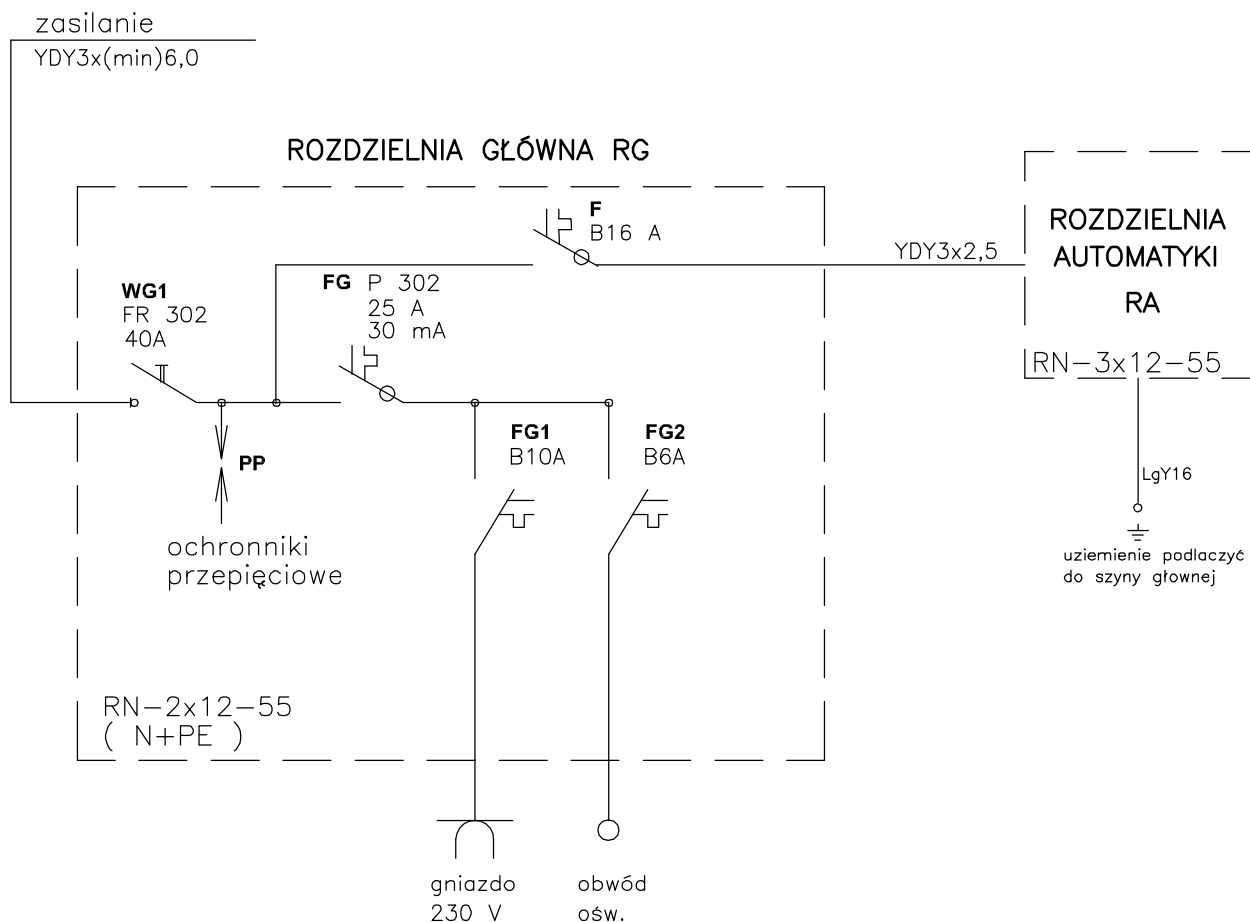 zasilanie
YDY3x(min)6,0
ROZDZIELNIA GŁÓWNA RG
F
B16 A
YDY3x2,5
ROZDZIELNIA
AUTOMATYKI
RA
RN-3x12-55
WG1
FR 302
40A
FG P 302
25 A
30 mA
PP
ochronniki
przepięciowe
FG1
B10A
FG2
B6A
LgY16
uziemienie podlaczyć
do szyny głownej
RN-2x12-55
( N+PE )
gniazdo
230 V
obwód
ośw.